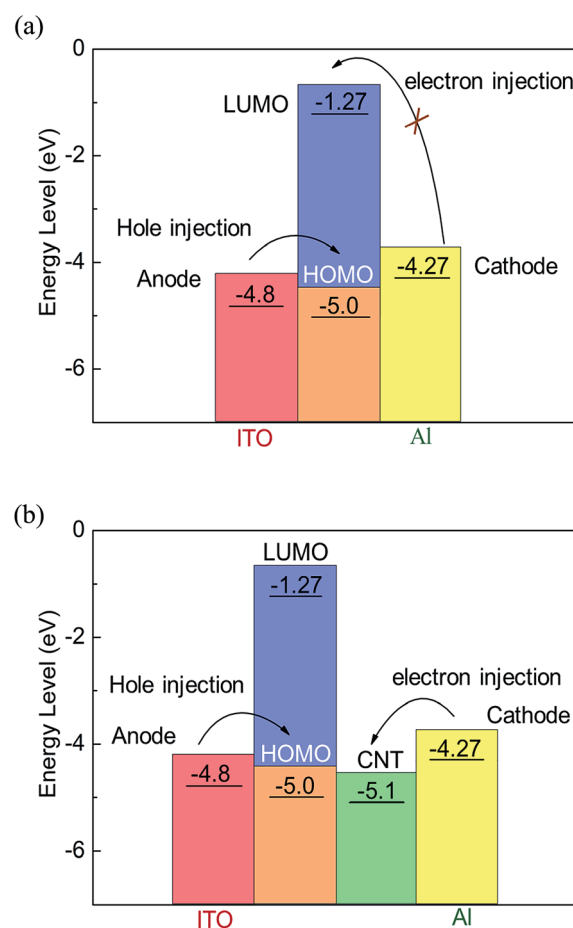 (a)
0
-2
-4
-6
Energy Level (eV)
LUMO
-1.27
electron injection
Hole injection
Anode
HOMO
-4.27
Cathode
-4.8
-5.0
ITO
Al
(b)
0
-2
-4
-6
Energy Level (eV)
LUMO
-1.27
Hole injection
electron injection
Anode
Cathode
HOMO
CNT
-4.27
-4.8
-5.0
-5.1
ITO
Al